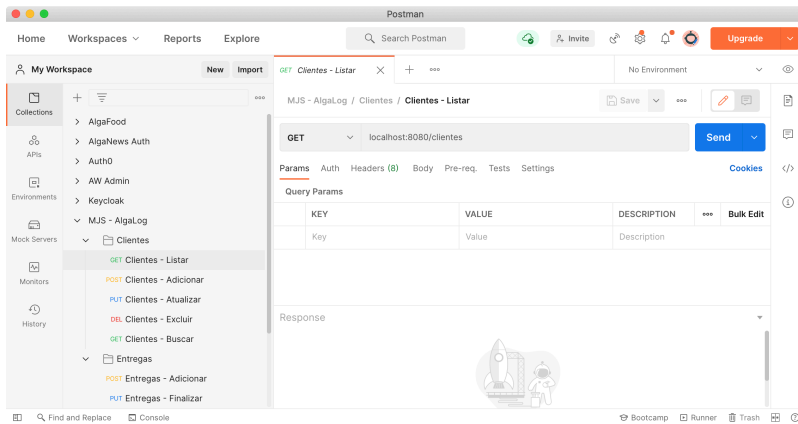 Postman
Home Workspaces Reports Explore Search Postman Invite Upgrade
My Workspace New Import
GET Clientes - Listar No Environment
Collections
APIs
Environments
Mock Servers
Monitors
History
AlgaFood
AlgaNews Auth
Auth0
AW Admin
Keycloak
MJS - AlgaLog
Clientes
GET Clientes - Listar
POST Clientes - Adicionar
PUT Clientes - Atualizar
DEL Clientes - Excluir
GET Clientes - Buscar
Entregas
POST Entregas - Adicionar
PUT Entregas - Finalizar
MJS - AlgaLog / Clientes / Clientes - Listar Save
GET localhost:8080/clientes Send
Params Auth Headers (8) Body Pre-req. Tests Settings Cookies
Query Params
KEY VALUE DESCRIPTION Bulk Edit
Key Value Description
Response
Find and Replace Console Bootcamp Runner Trash